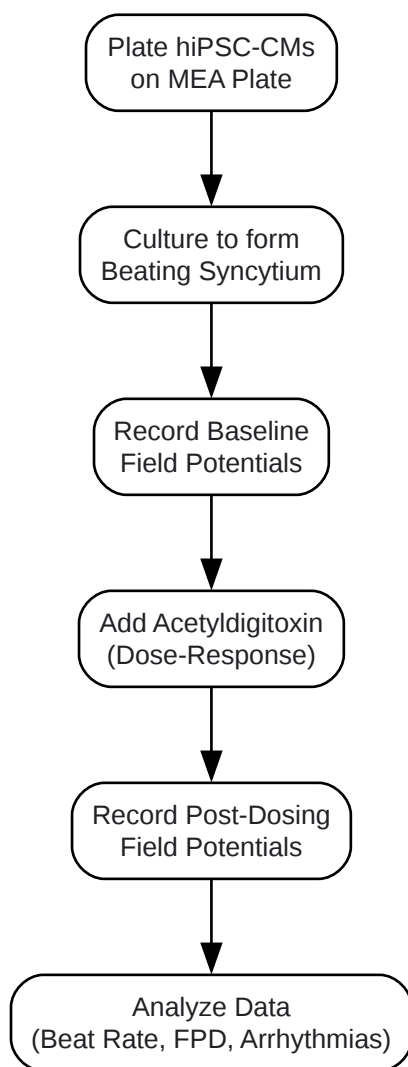 Plate hiPSC-CMs
on MEA Plate
Culture to form
Beating Syncytium
Record Baseline
Field Potentials
Add Acetyldigitoxin
(Dose-Response)
Record Post-Dosing
Field Potentials
Analyze Data
(Beat Rate, FPD, Arrhythmias)